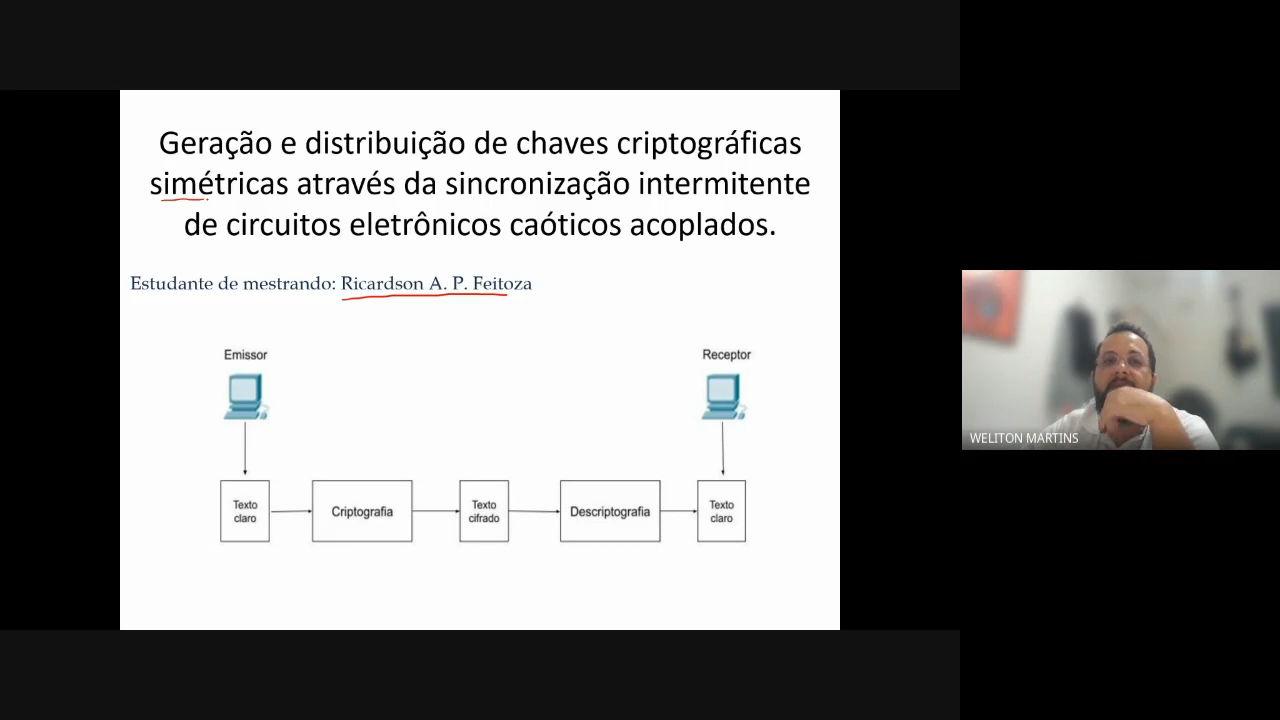 Geração e distribuição de chaves criptográficas
simétricas através da sincronização intermitente
de circuitos eletrônicos caóticos acoplados.
Estudante de mestrando: Ricardson A. P. Feitoza
Emissor
Receptor
Texto
claro
Criptografia
Texto
cifrado
Descriptografia
Texto
claro
WELITON MARTINS